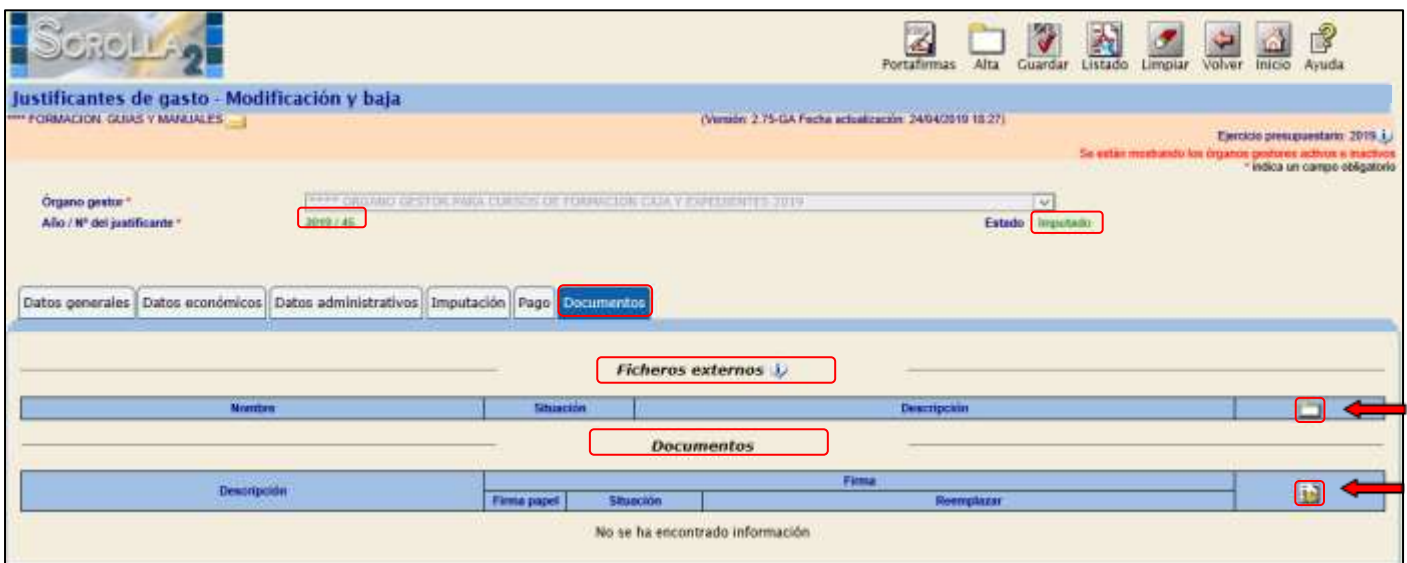 SOROLLA2
Portafirmas Alta Guardar Listado Limpiar Volver Inicio Ayuda
Justificantes de gasto - Modificación y baja
**** FORMACION. GUIAS Y MANUALES
(Versión: 2.75-GA Fecha actualización: 24/04/2019 18:27)
Ejercicio presupuestario: 2019
Se están mostrando los órganos gestores activos e inactivos
* indica un campo obligatorio
Órgano gestor *
**** ORGANO GESTOR PARA CURSOS DE FORMACION CAJA Y EXPEDIENTES 2019
Año / Nº del justificante *
2019 / 45
Estado Imputado
Datos generales Datos económicos Datos administrativos Imputación Pago Documentos
Ficheros externos
Nombre Situación Descripción
Documentos
Descripción Firma
Firma papel Situación Reemplazar
No se ha encontrado información